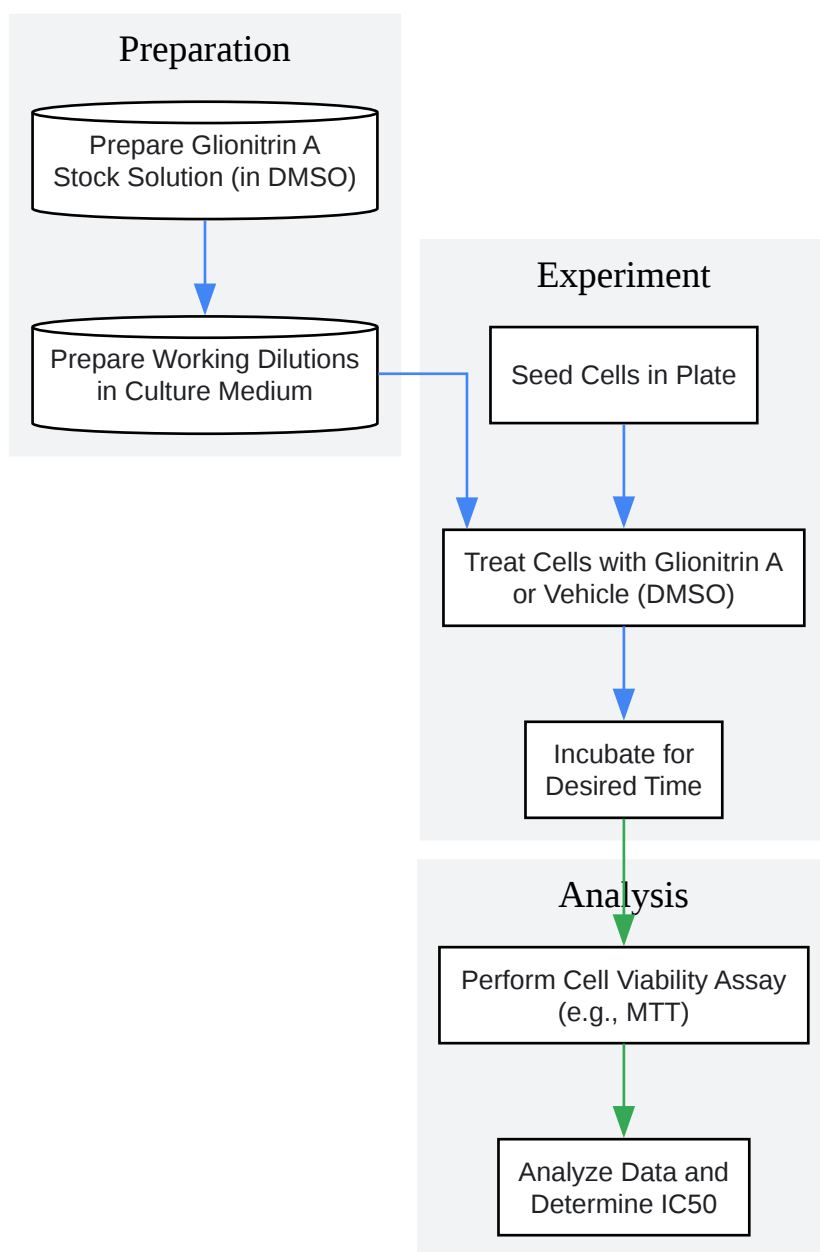 Preparation
Prepare Glionitrin A
Stock Solution (in DMSO)
Prepare Working Dilutions
in Culture Medium
Experiment
Seed Cells in Plate
Treat Cells with Glionitrin A
or Vehicle (DMSO)
Incubate for
Desired Time
Analysis
Perform Cell Viability Assay
(e.g., MTT)
Analyze Data and
Determine IC50